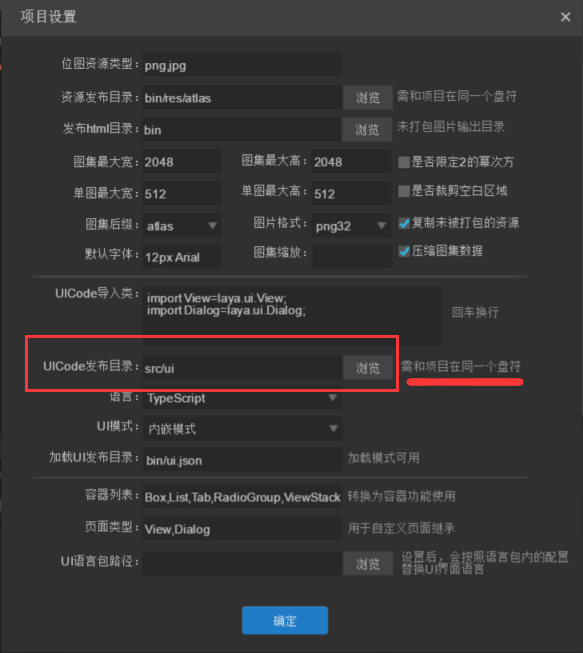 项目设置
位图资源类型: png.jpg
资源发布目录: bin/res/atlas 浏览 需和项目在同一个盘符
发布html目录: bin 浏览 未打包图片输出目录
图集最大宽: 2048 图集最大高: 2048 是否限定2的幂次方
单图最大宽: 512 单图最大高: 512 是否裁剪空白区域
图集后缀: atlas 图片格式: png32 复制未被打包的资源
默认字体: 12px Arial 图集缩放: 压缩图集数据
UICode导入类: import View=laya.ui.View;
import Dialog=laya.ui.Dialog;
回车换行
UICode发布目录: src/ui 浏览 需和项目在同一个盘符
语言: TypeScript
UI模式: 内嵌模式
加载UI发布目录: bin/ui.json 加载模式可用
容器列表: Box,List,Tab,RadioGroup,ViewStack 转换为容器功能使用
页面类型: View,Dialog 用于自定义页面继承
UI语言包路径: 浏览 设置后，会按照语言包内的配置
替换UI界面语言
确定